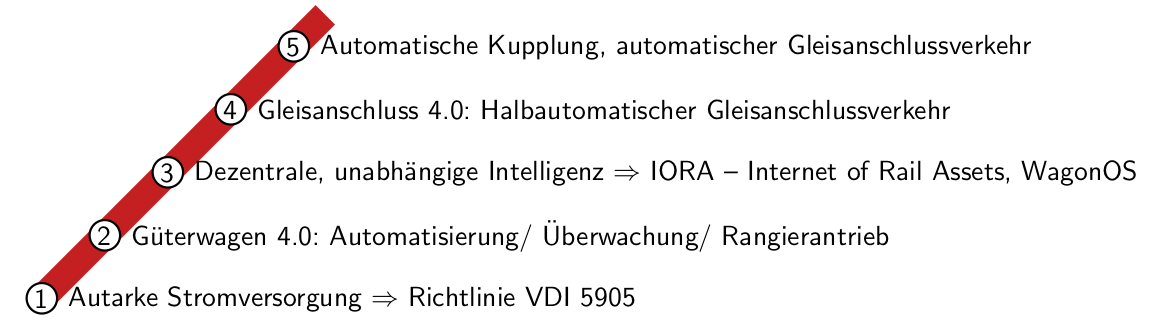 5 Automatische Kupplung, automatischer Gleisanschlussverkehr
4 Gleisanschluss 4.0: Halbautomatischer Gleisanschlussverkehr
3 Dezentrale, unabhängige Intelligenz ⇒ IORA – Internet of Rail Assets, WagonOS
2 Güterwagen 4.0: Automatisierung/ Überwachung/ Rangierantrieb
1 Autarke Stromversorgung ⇒ Richtlinie VDI 5905